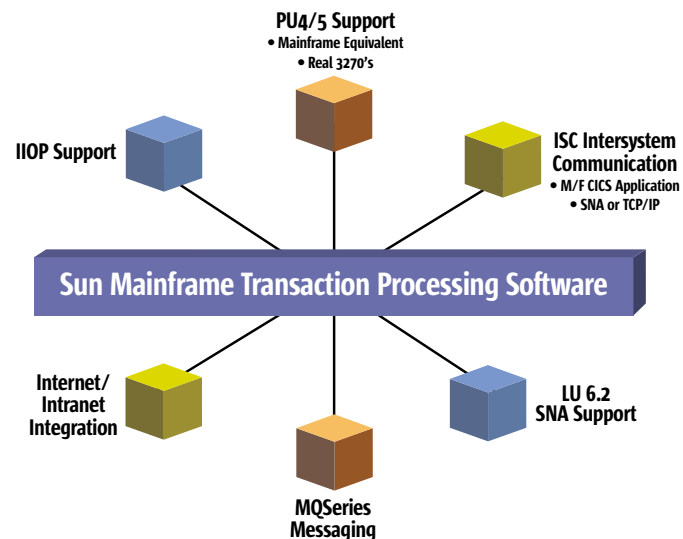 PU4/5 Support
• Mainframe Equivalent
• Real 3270's
IIOP Support
ISC Intersystem
Communication
• M/F CICS Application
• SNA or TCP/IP
Sun Mainframe Transaction Processing Software
Internet/
Intranet
Integration
LU 6.2
SNA Support
MQSeries
Messaging